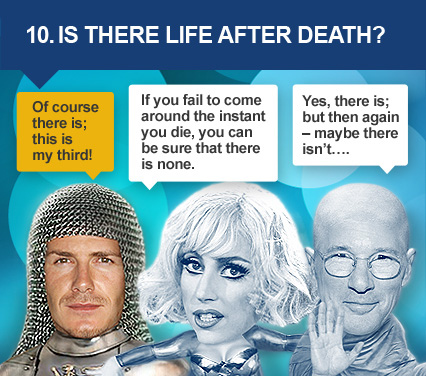 10. IS THERE LIFE AFTER DEATH?
Of course
there is;
this is
my third!
If you fail to come
around the instant
you die, you can
be sure that there
is none.
Yes, there is;
but then again
– maybe there
isn't....